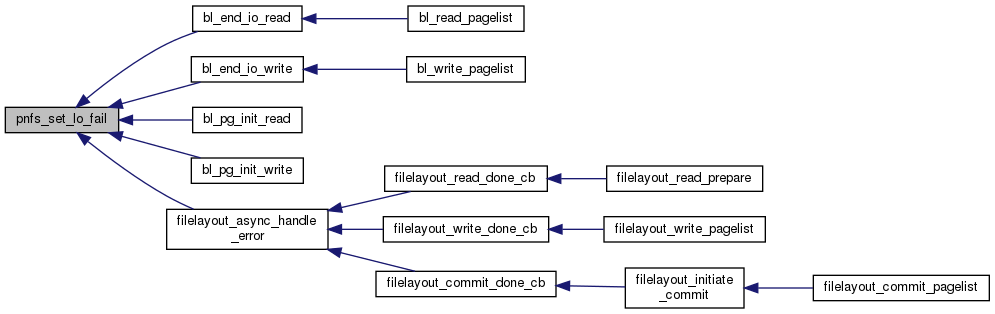 bl_end_io_read
bl_read_pagelist
bl_end_io_write
bl_write_pagelist
pnfs_set_lo_fail
bl_pg_init_read
bl_pg_init_write
filelayout_read_done_cb
filelayout_read_prepare
filelayout_async_handle
_error
filelayout_write_done_cb
filelayout_write_pagelist
filelayout_commit_done_cb
filelayout_initiate
_commit
filelayout_commit_pagelist